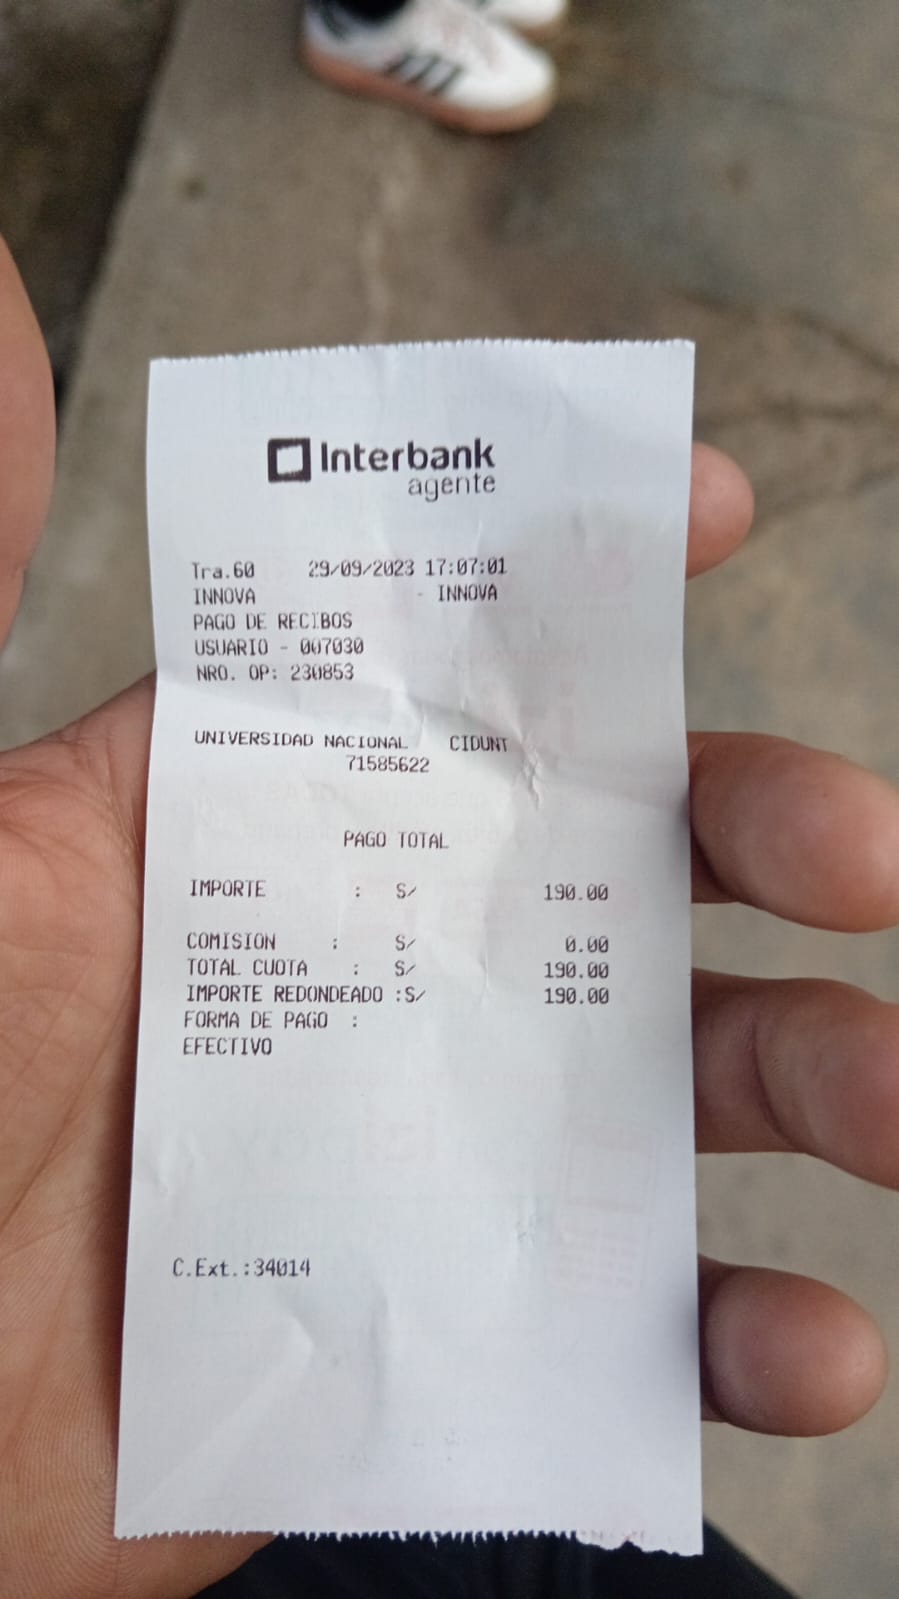 Interbank
agente
Tra.60 29/09/2023 17:07:01
INNOVA - INNOVA
PAGO DE RECIBOS
USUARIO - 007030
NRO. OP: 230853
UNIVERSIDAD NACIONAL CIDUNT
71585622
PAGO TOTAL
IMPORTE : S/ 190.00
COMISION : S/ 0.00
TOTAL CUOTA : S/ 190.00
IMPORTE REDONDEADO :S/ 190.00
FORMA DE PAGO :
EFECTIVO
C.Ext.:34014